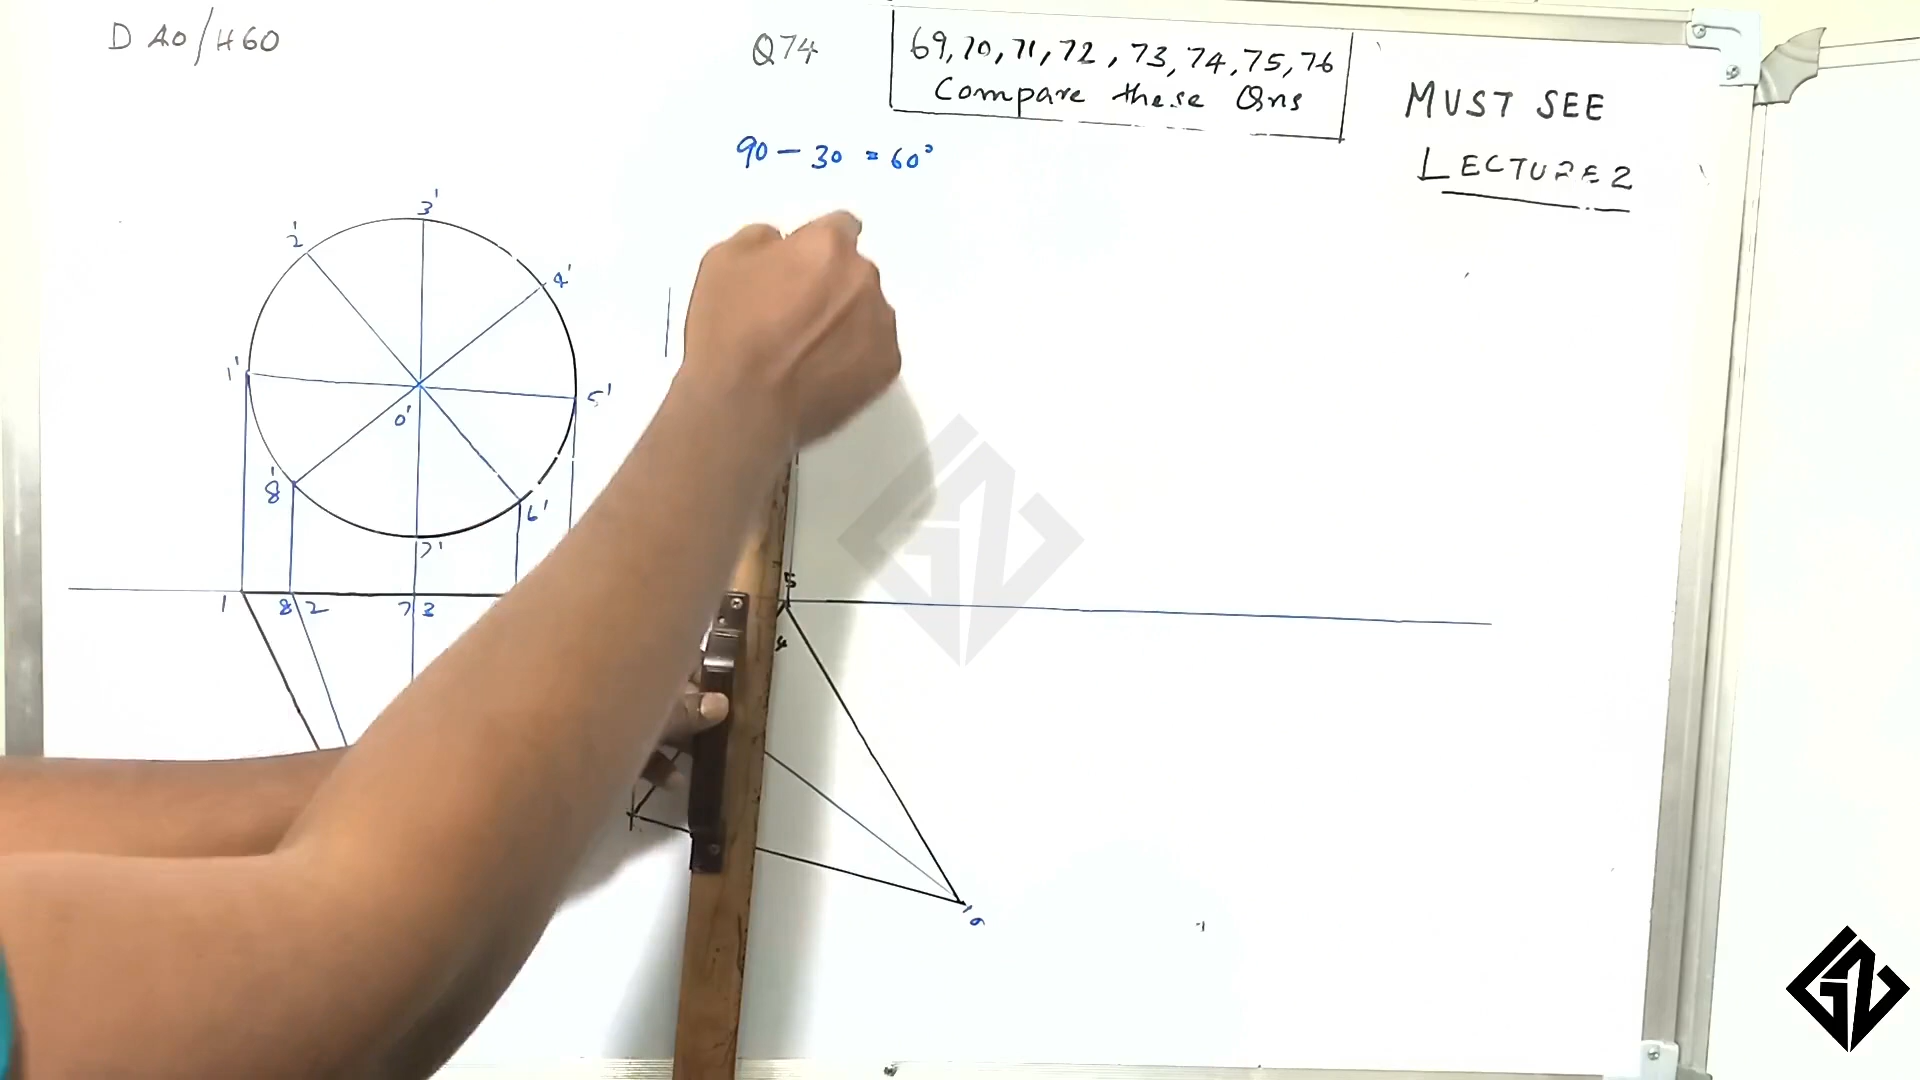 D 40/H60
Q74
69,70,71,72,73,74,75,76
Compare these Qns
MUST SEE
LECTURE 2
90 - 30 = 60°
3'
2'
4'
1'
5'
0'
8'
6'
7'
1 8 2 7 3
5
4
o